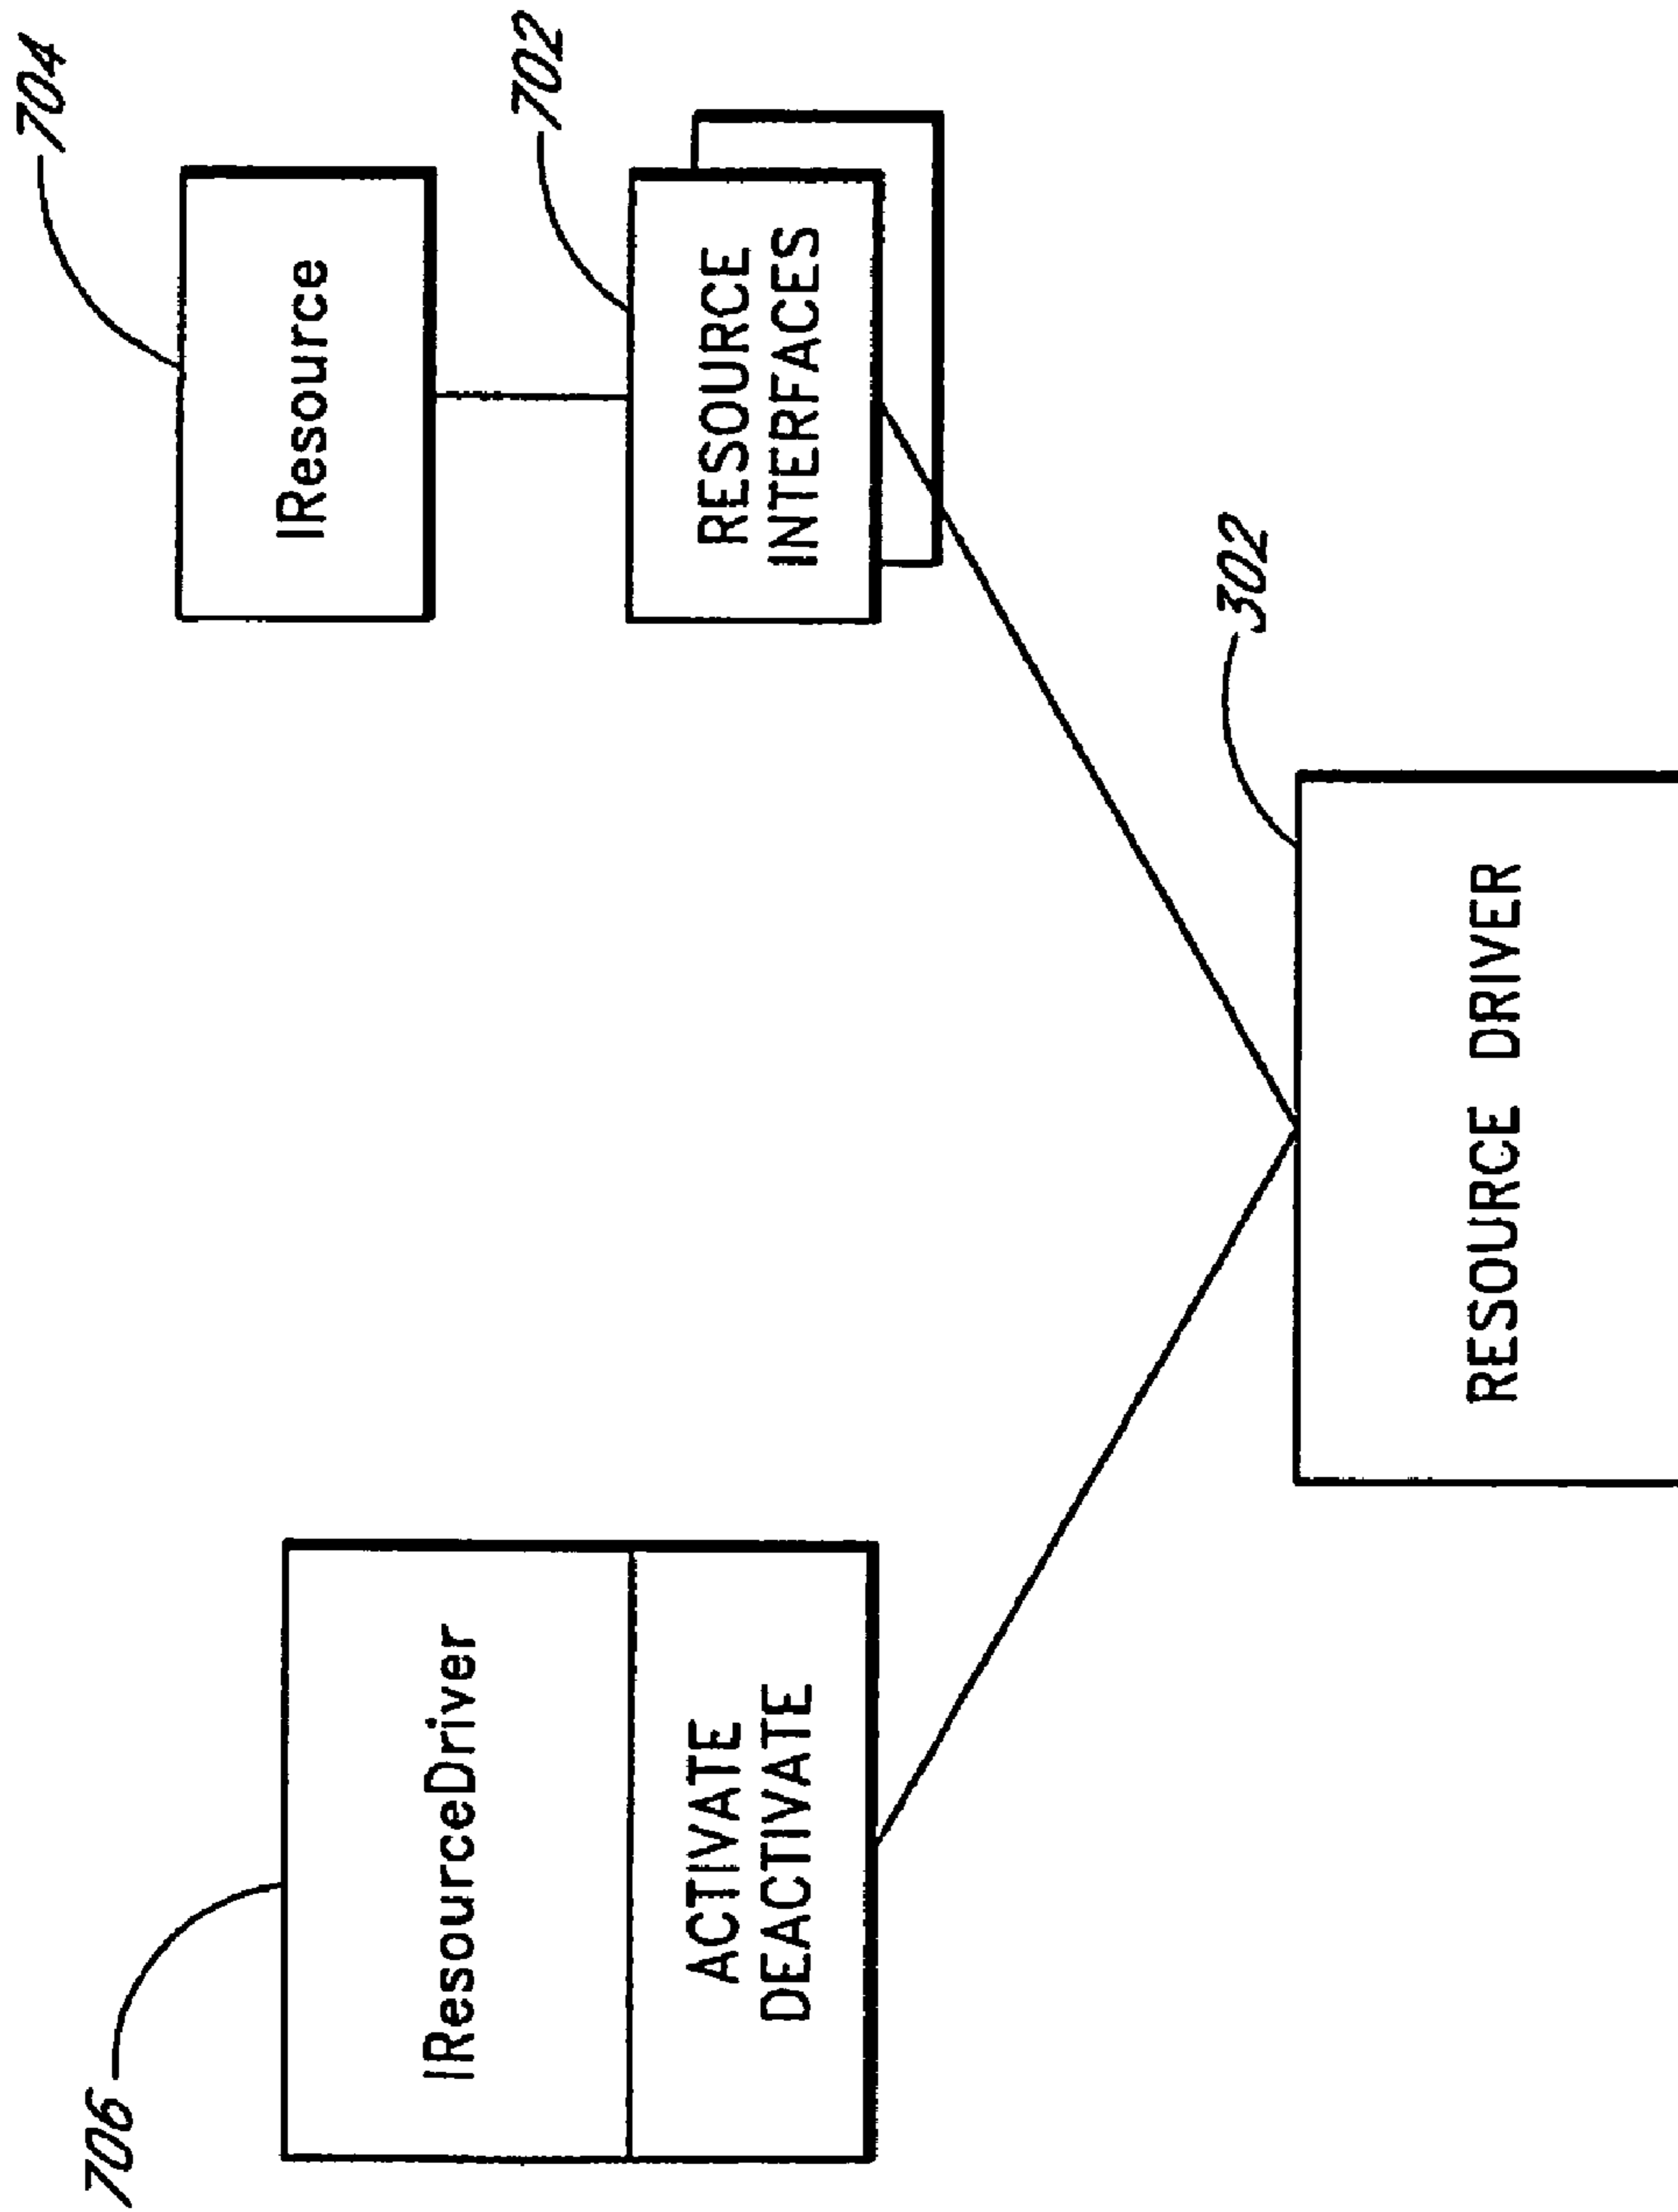 704
IResource
702
RESOURCE
INTERFACES
706
IResourceDriver
ACTIVATE
DEACTIVATE
302
RESOURCE DRIVER